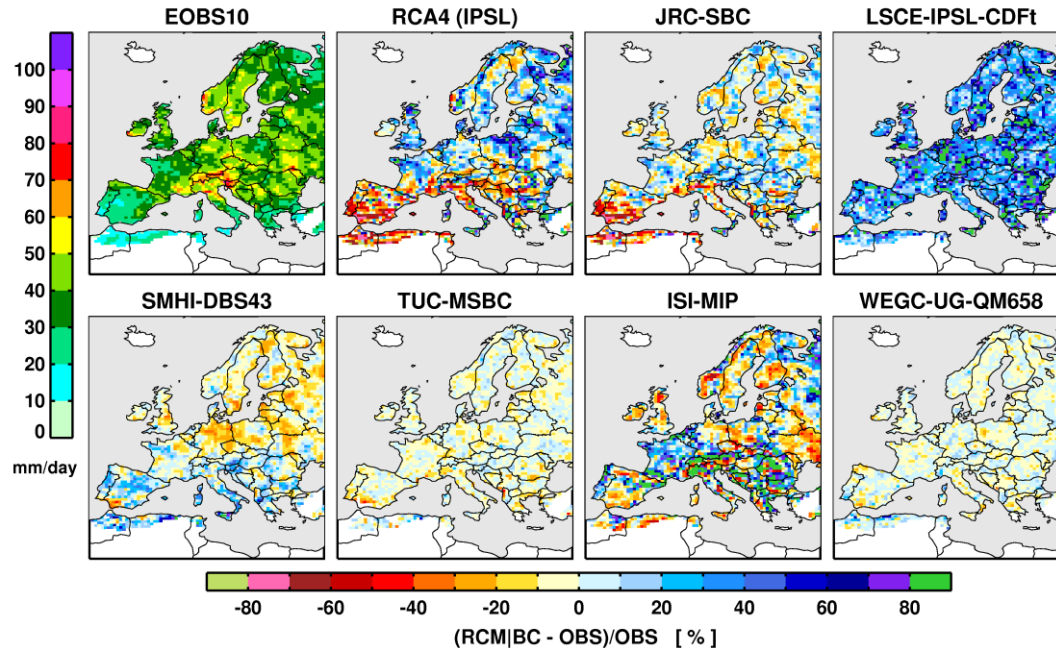 EOBS10
RCA4 (IPSL)
JRC-SBC
LSCE-IPSL-CDFt
100
90
80
70
60
50
40
30
20
10
0
mm/day
SMHI-DBS43
TUC-MSBC
ISI-MIP
WEGC-UG-QM658
-80 -60 -40 -20 0 20 40 60 80
(RCM|BC - OBS)/OBS [ % ]